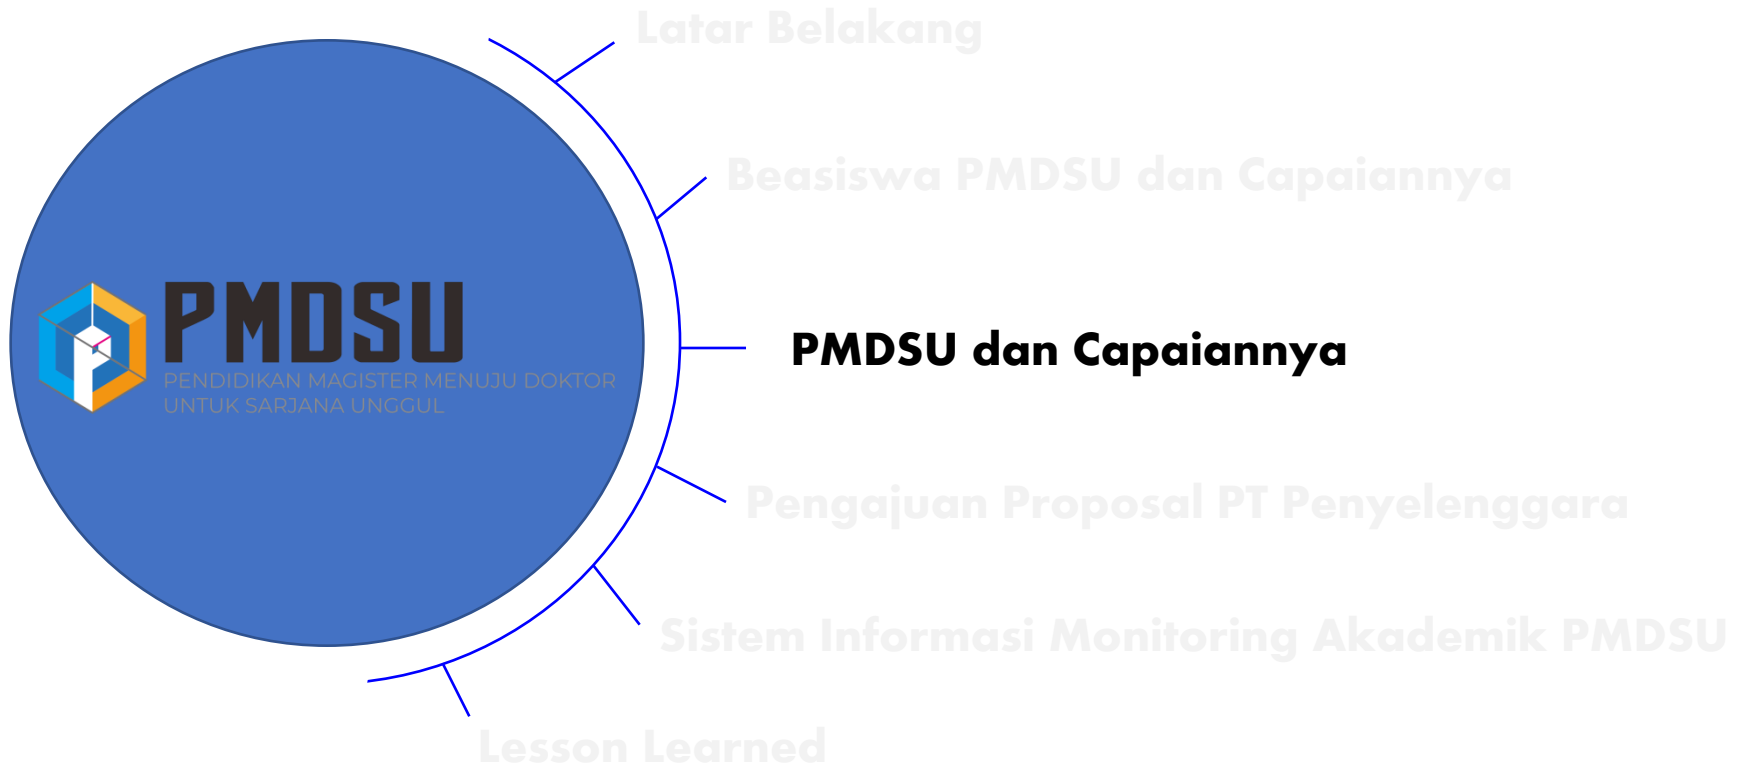 Latar Belakang
Beasiswa PMDSU dan Capaiannya
PMDSU
PENDIDIKAN MAGISTER MENUJU DOKTOR
UNTUK SARJANA UNGGUL
PMDSU dan Capaiannya
Pengajuan Proposal PT Penyelenggara
Sistem Informasi Monitoring Akademik PMDSU
Lesson Learned